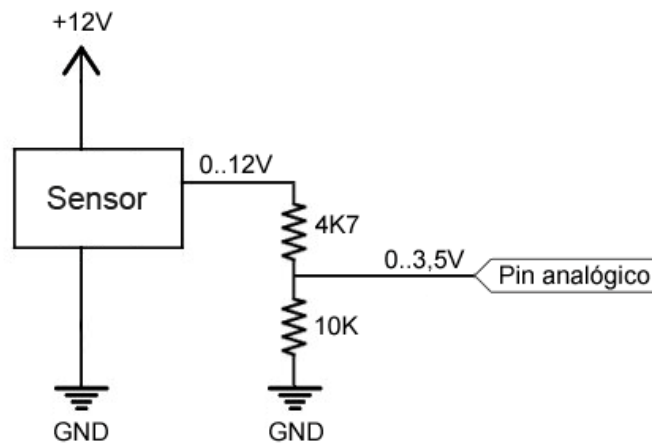 +12V
Sensor
0..12V
4K7
0..3,5V
Pin analógico
10K
GND
GND